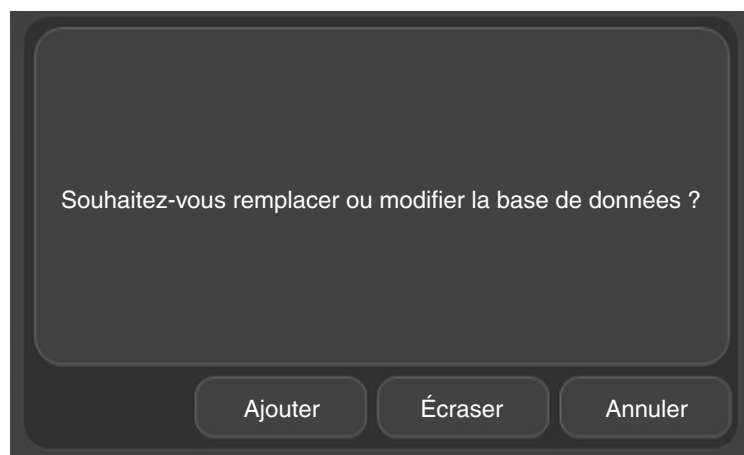 Souhaitez-vous remplacer ou modifier la base de données ?
Ajouter Écraser Annuler